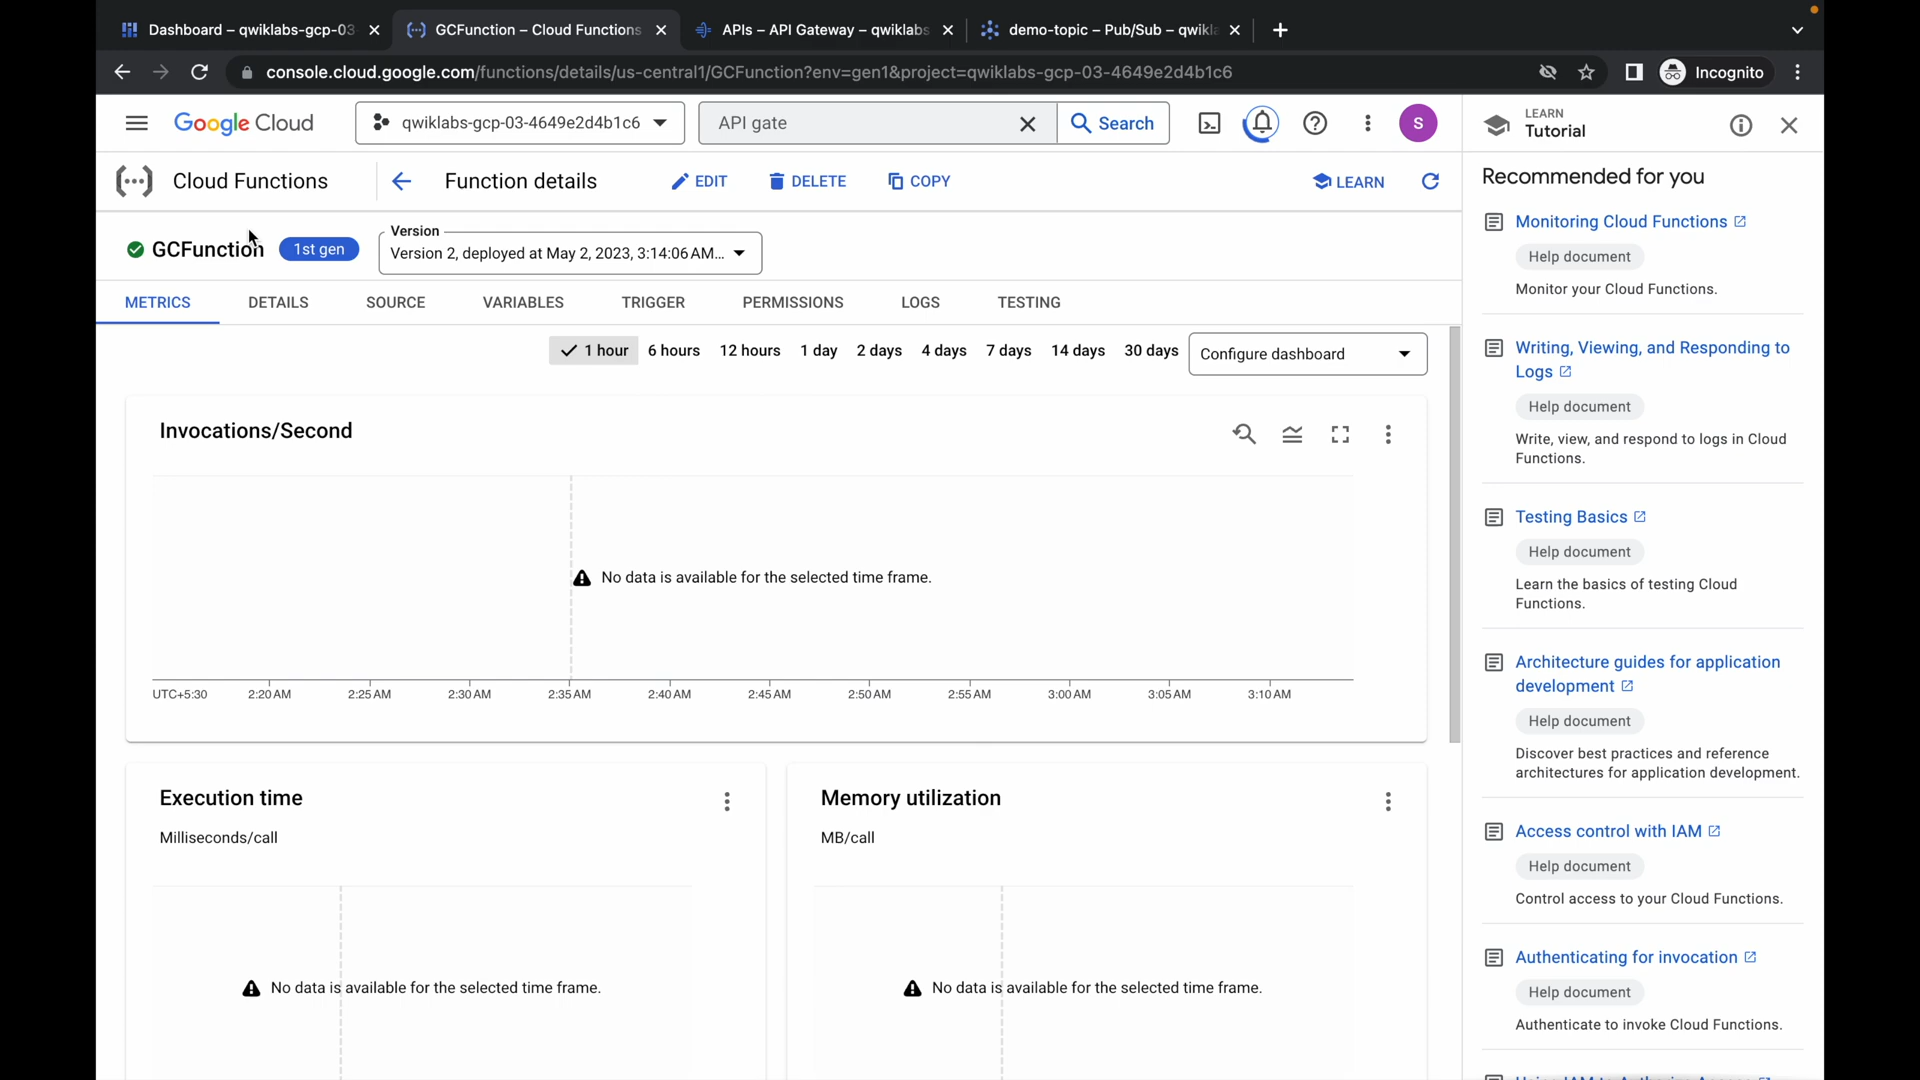 Dashboard – qwiklabs-gcp-03
GCFunction – Cloud Functions
APIs – API Gateway – qwiklabs
demo-topic – Pub/Sub – qwikla
console.cloud.google.com/functions/details/us-central1/GCFunction?env=gen1&project=qwiklabs-gcp-03-4649e2d4b1c6
Incognito
Google Cloud
qwiklabs-gcp-03-4649e2d4b1c6
API gate
Search
S
LEARN
Tutorial
Cloud Functions
Function details
EDIT
DELETE
COPY
LEARN
GCFunction
1st gen
Version
Version 2, deployed at May 2, 2023, 3:14:06 AM...
METRICS
DETAILS
SOURCE
VARIABLES
TRIGGER
PERMISSIONS
LOGS
TESTING
1 hour
6 hours
12 hours
1 day
2 days
4 days
7 days
14 days
30 days
Configure dashboard
Invocations/Second
No data is available for the selected time frame.
UTC+5:30
2:20 AM
2:25 AM
2:30 AM
2:35 AM
2:40 AM
2:45 AM
2:50 AM
2:55 AM
3:00 AM
3:05 AM
3:10 AM
Execution time
Milliseconds/call
No data is available for the selected time frame.
Memory utilization
MB/call
No data is available for the selected time frame.
Recommended for you
Monitoring Cloud Functions
Help document
Monitor your Cloud Functions.
Writing, Viewing, and Responding to
Logs
Help document
Write, view, and respond to logs in Cloud
Functions.
Testing Basics
Help document
Learn the basics of testing Cloud
Functions.
Architecture guides for application
development
Help document
Discover best practices and reference
architectures for application development.
Access control with IAM
Help document
Control access to your Cloud Functions.
Authenticating for invocation
Help document
Authenticate to invoke Cloud Functions.